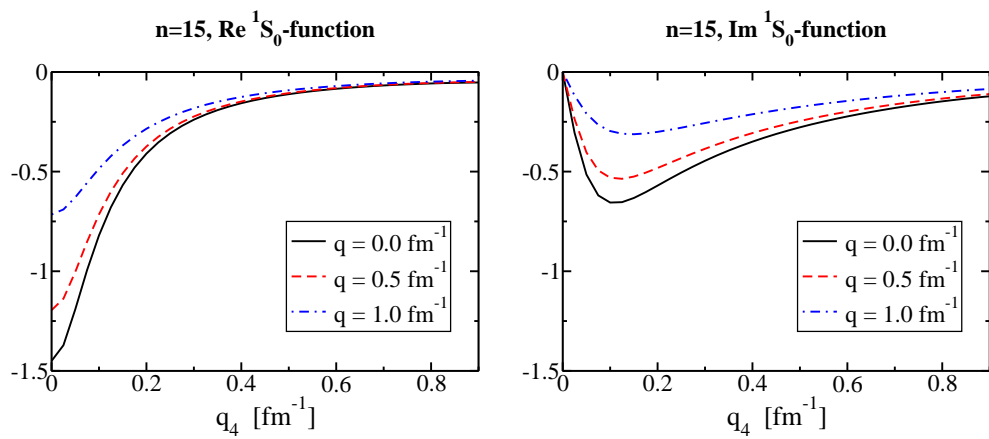 n=15, Re ¹S₀-function
0
-0.5
-1
-1.5
0
0.2
0.4
0.6
0.8
q = 0.0 fm⁻¹
q = 0.5 fm⁻¹
q = 1.0 fm⁻¹
q₄ [fm⁻¹]
n=15, Im ¹S₀-function
0
-0.5
-1
-1.5
0
0.2
0.4
0.6
0.8
q = 0.0 fm⁻¹
q = 0.5 fm⁻¹
q = 1.0 fm⁻¹
q₄ [fm⁻¹]